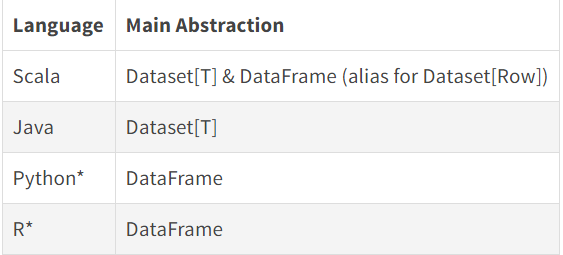 Language Main Abstraction
Scala Dataset[T] & DataFrame (alias for Dataset[Row])
Java Dataset[T]
Python* DataFrame
R* DataFrame